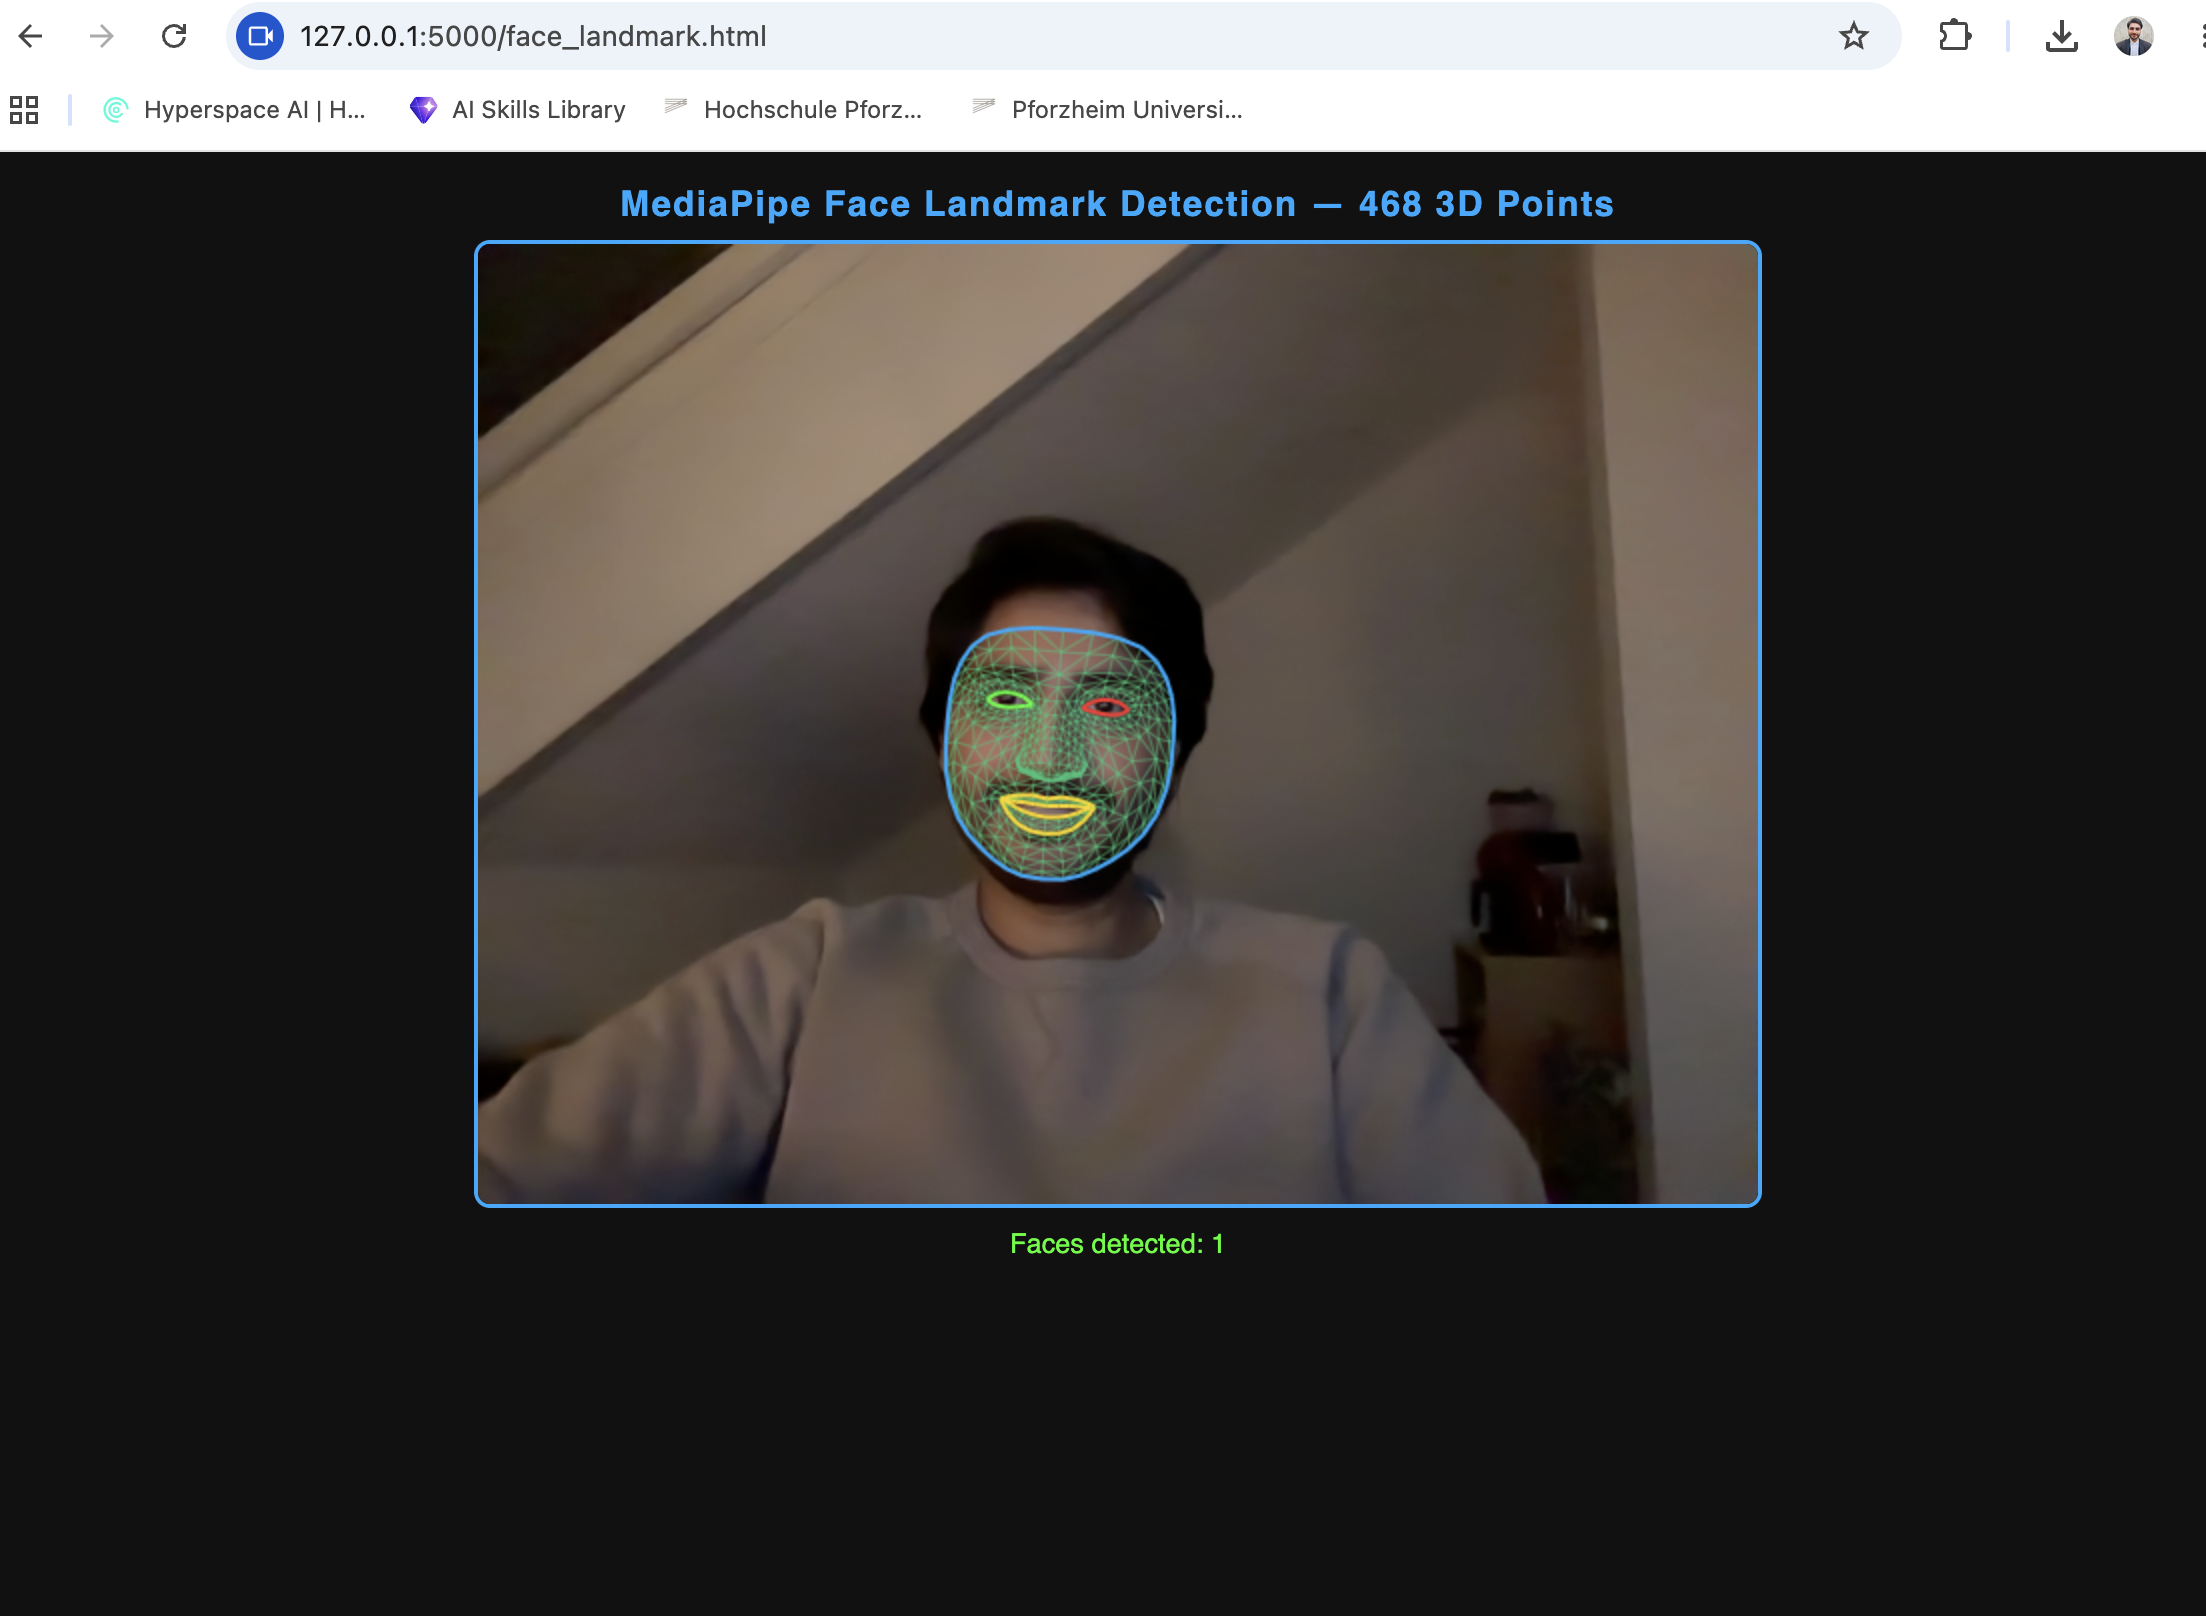 127.0.0.1:5000/face_landmark.html
Hyperspace AI | H...
AI Skills Library
Hochschule Pforz...
Pforzheim Universi...
MediaPipe Face Landmark Detection — 468 3D Points
Faces detected: 1